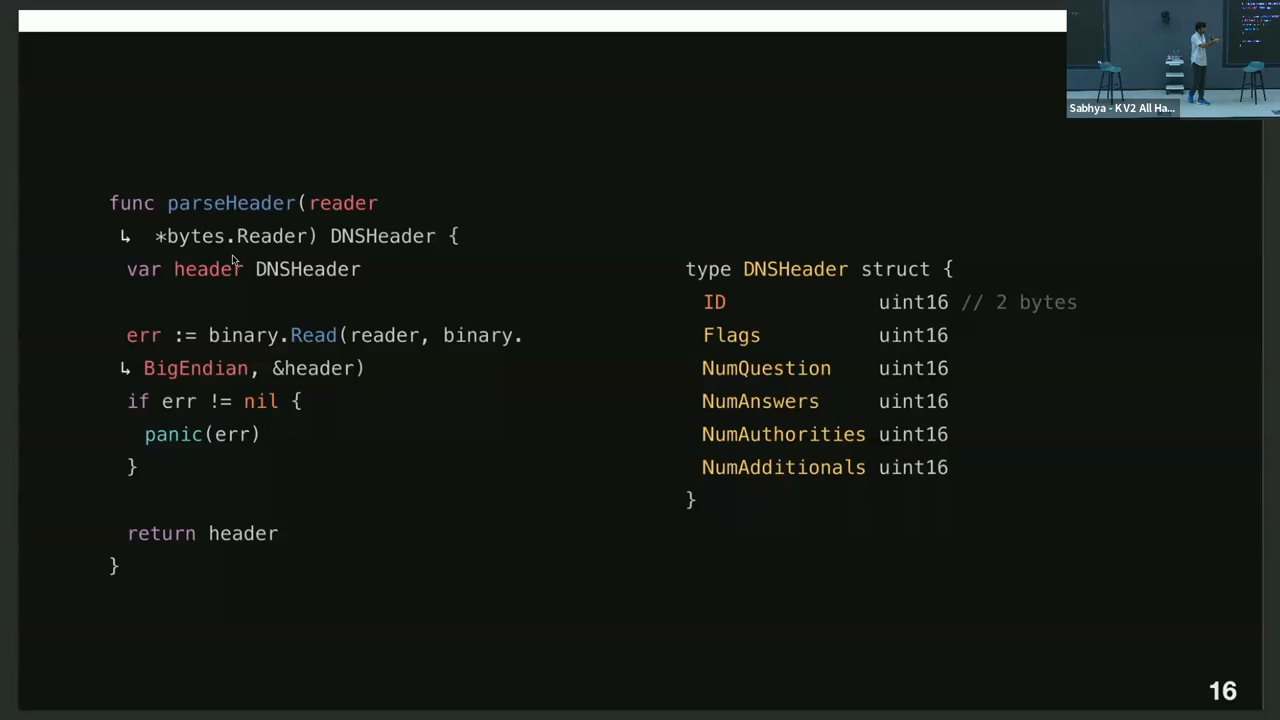 Sabhya - KV2 All Ha...
func parseHeader(reader
↳ *bytes.Reader) DNSHeader {
var header DNSHeader
err := binary.Read(reader, binary.
↳ BigEndian, &header)
if err != nil {
panic(err)
}
return header
}
type DNSHeader struct {
ID uint16 // 2 bytes
Flags uint16
NumQuestion uint16
NumAnswers uint16
NumAuthorities uint16
NumAdditionals uint16
}
16